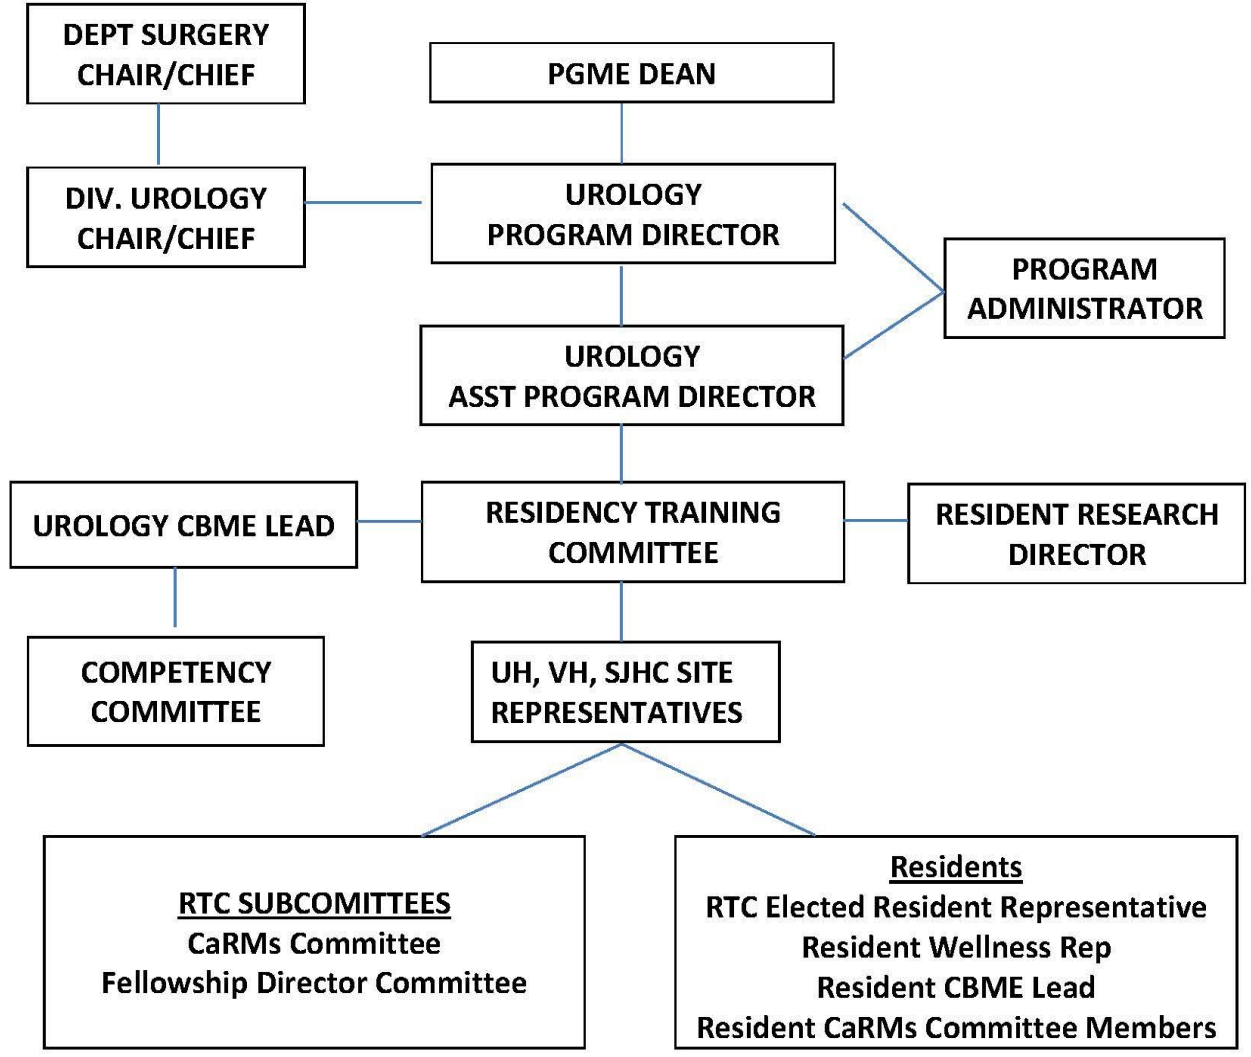 DEPT SURGERY
CHAIR/CHIEF
PGME DEAN
DIV. UROLOGY
CHAIR/CHIEF
UROLOGY
PROGRAM DIRECTOR
PROGRAM
ADMINISTRATOR
UROLOGY
ASST PROGRAM DIRECTOR
UROLOGY CBME LEAD
RESIDENCY TRAINING
COMMITTEE
RESIDENT RESEARCH
DIRECTOR
COMPETENCY
COMMITTEE
UH, VH, SJHC SITE
REPRESENTATIVES
RTC SUBCOMITTEES
CaRMs Committee
Fellowship Director Committee
Residents
RTC Elected Resident Representative
Resident Wellness Rep
Resident CBME Lead
Resident CaRMs Committee Members